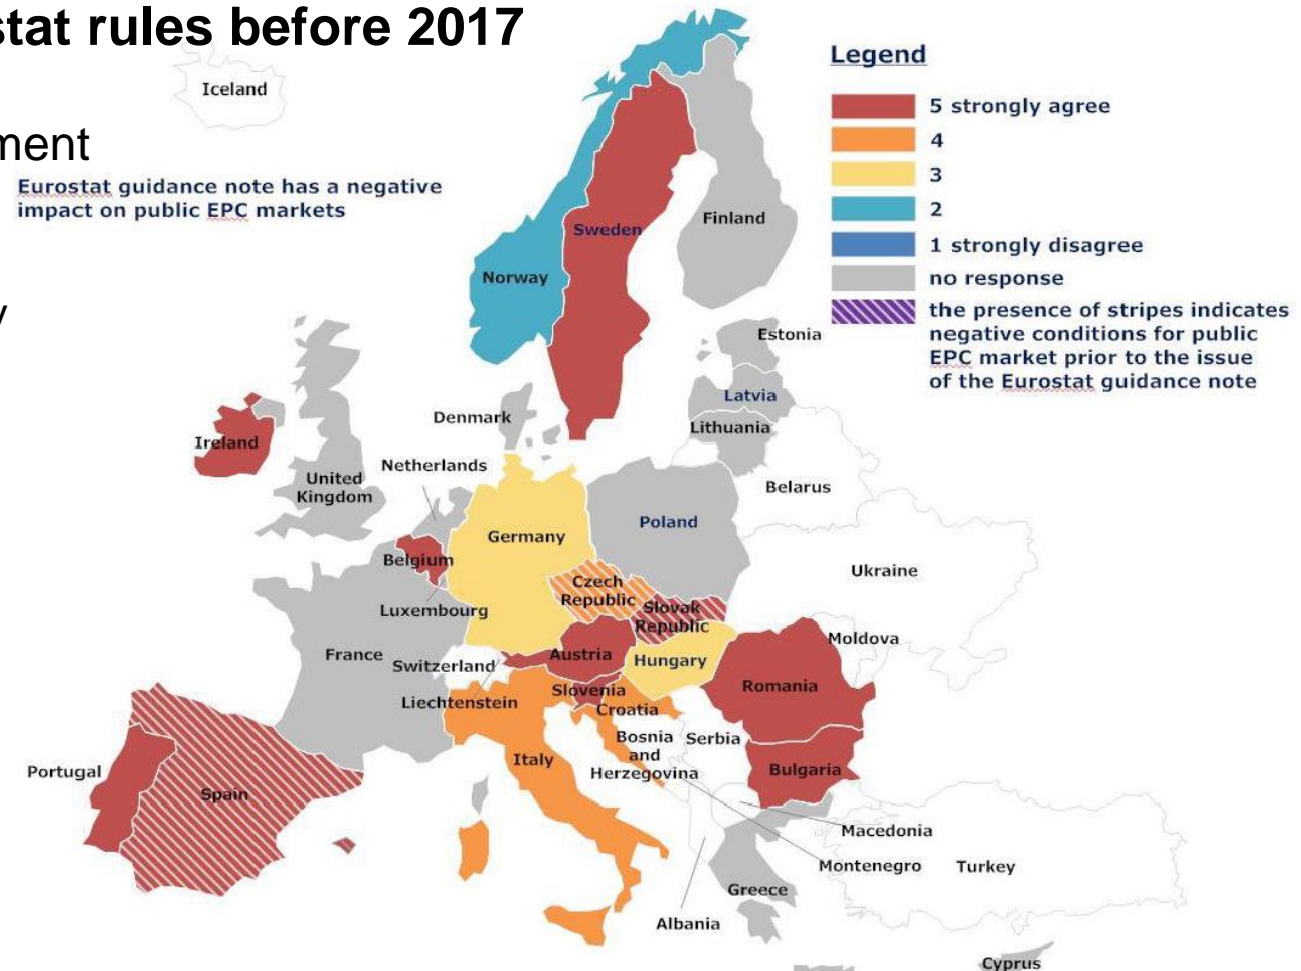 stat rules before 2017
ment
Eurostat guidance note has a negative
impact on public EPC markets
y
Legend
5 strongly agree
4
3
2
1 strongly disagree
no response
the presence of stripes indicates
negative conditions for public
EPC market prior to the issue
of the Eurostat guidance note
Iceland
Sweden
Finland
Norway
Estonia
Latvia
Lithuania
Denmark
Ireland
Netherlands
United
Kingdom
Belarus
Poland
Germany
Belgium
Ukraine
Czech
Republic
Luxembourg
Slovak
Republic
Moldova
France
Switzerland
Austria
Hungary
Liechtenstein
Slovenia
Romania
Croatia
Bosnia
and
Herzegovina
Serbia
Italy
Portugal
Spain
Bulgaria
Macedonia
Montenegro
Turkey
Greece
Albania
Cyprus